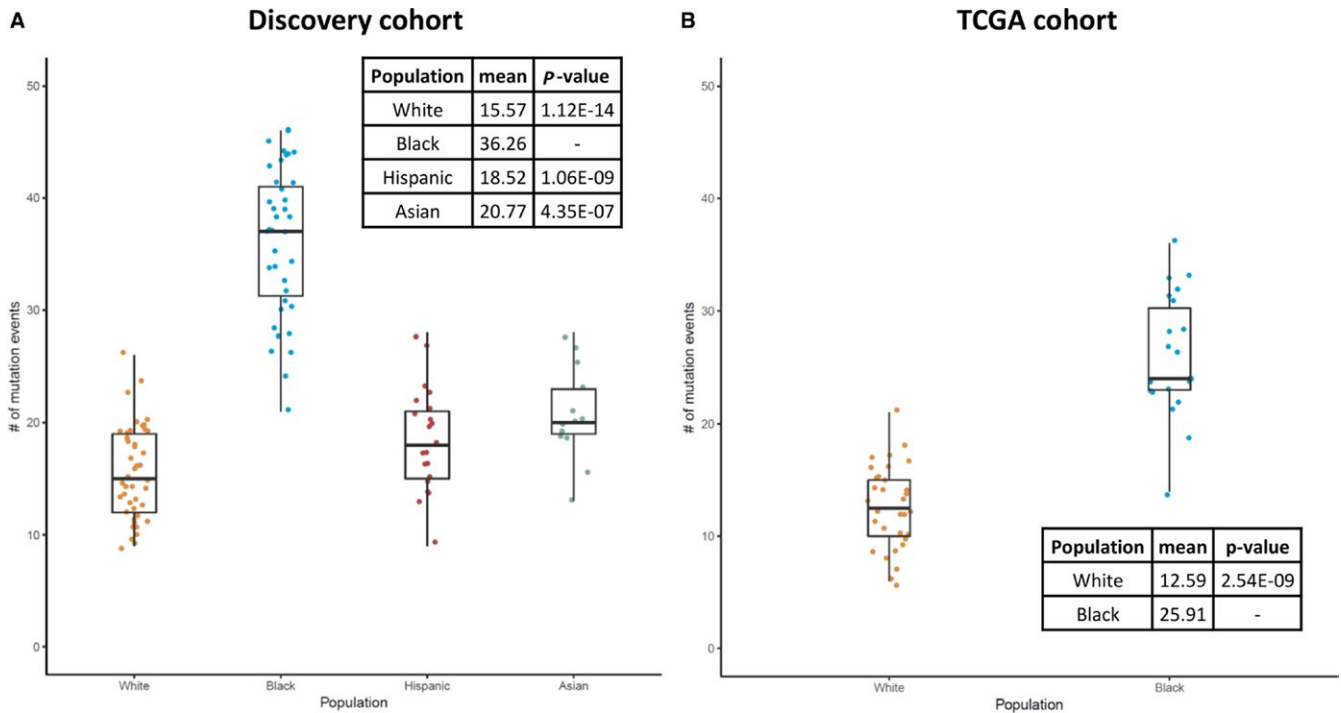 A
Discovery cohort
50
40
30
20
10
0
# of mutation events
Population mean P-value
White 15.57 1.12E-14
Black 36.26 -
Hispanic 18.52 1.06E-09
Asian 20.77 4.35E-07
White Black Hispanic Asian
Population
B
TCGA cohort
50
40
30
20
10
0
# of mutation events
Population mean p-value
White 12.59 2.54E-09
Black 25.91 -
White Black
Population